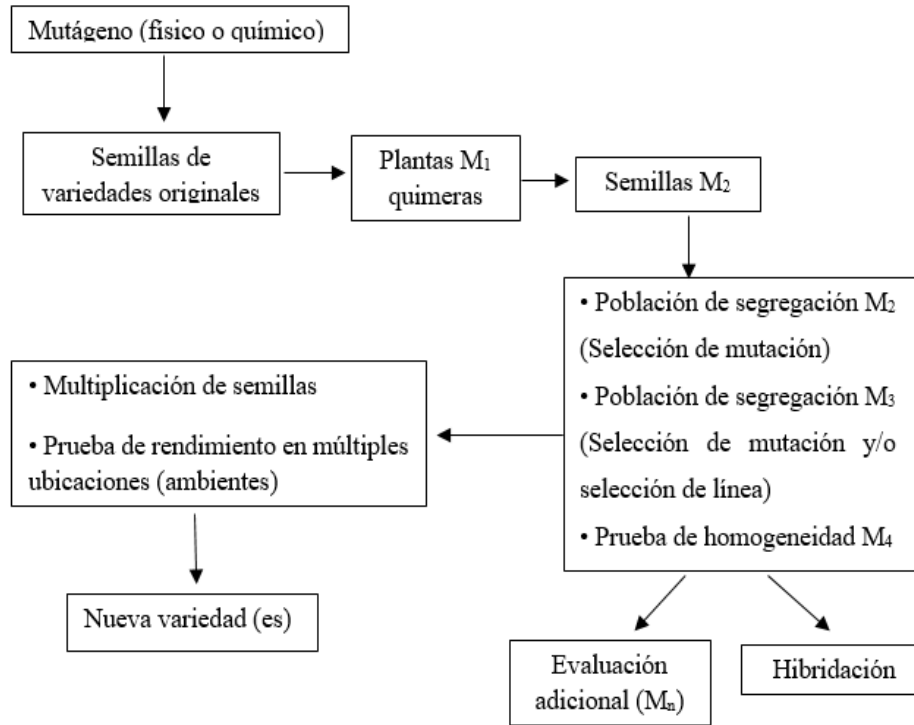 Mutágeno (físico o químico)
Semillas de
variedades originales
Plantas M₁
quimeras
Semillas M₂
• Población de segregación M₂
(Selección de mutación)
• Población de segregación M₃
(Selección de mutación y/o
selección de línea)
• Prueba de homogeneidad M₄
• Multiplicación de semillas
• Prueba de rendimiento en múltiples
ubicaciones (ambientes)
Nueva variedad (es)
Evaluación
adicional (Mₙ)
Hibridación